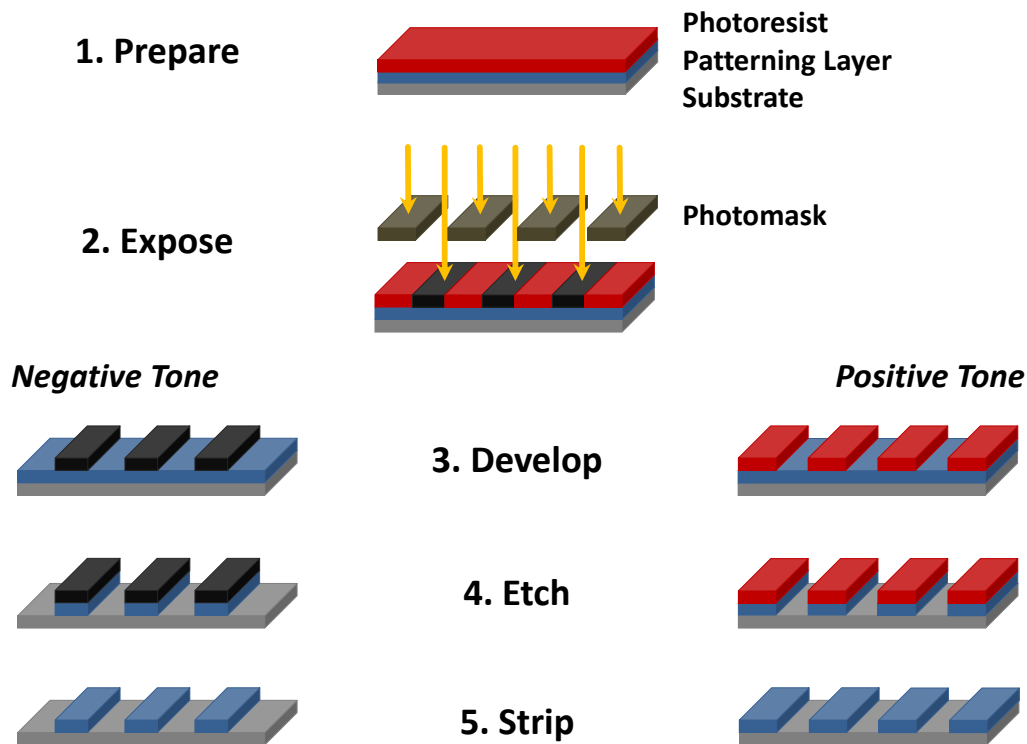 1. Prepare
Photoresist
Patterning Layer
Substrate
2. Expose
Photomask
Negative Tone
Positive Tone
3. Develop
4. Etch
5. Strip